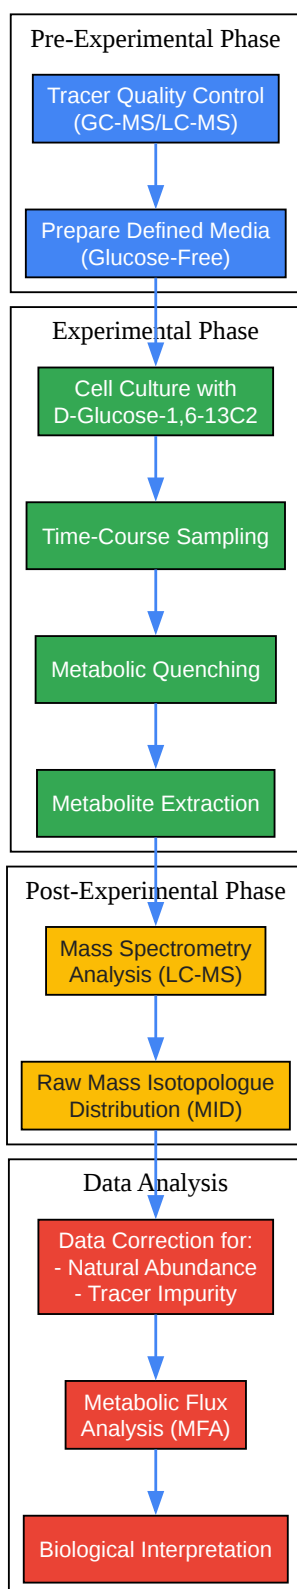 Pre-Experimental Phase
Tracer Quality Control
(GC-MS/LC-MS)
Prepare Defined Media
(Glucose-Free)
Experimental Phase
Cell Culture with
D-Glucose-1,6-13C2
Time-Course Sampling
Metabolic Quenching
Metabolite Extraction
Post-Experimental Phase
Mass Spectrometry
Analysis (LC-MS)
Raw Mass Isotopologue
Distribution (MID)
Data Analysis
Data Correction for:
- Natural Abundance
- Tracer Impurity
Metabolic Flux
Analysis (MFA)
Biological Interpretation